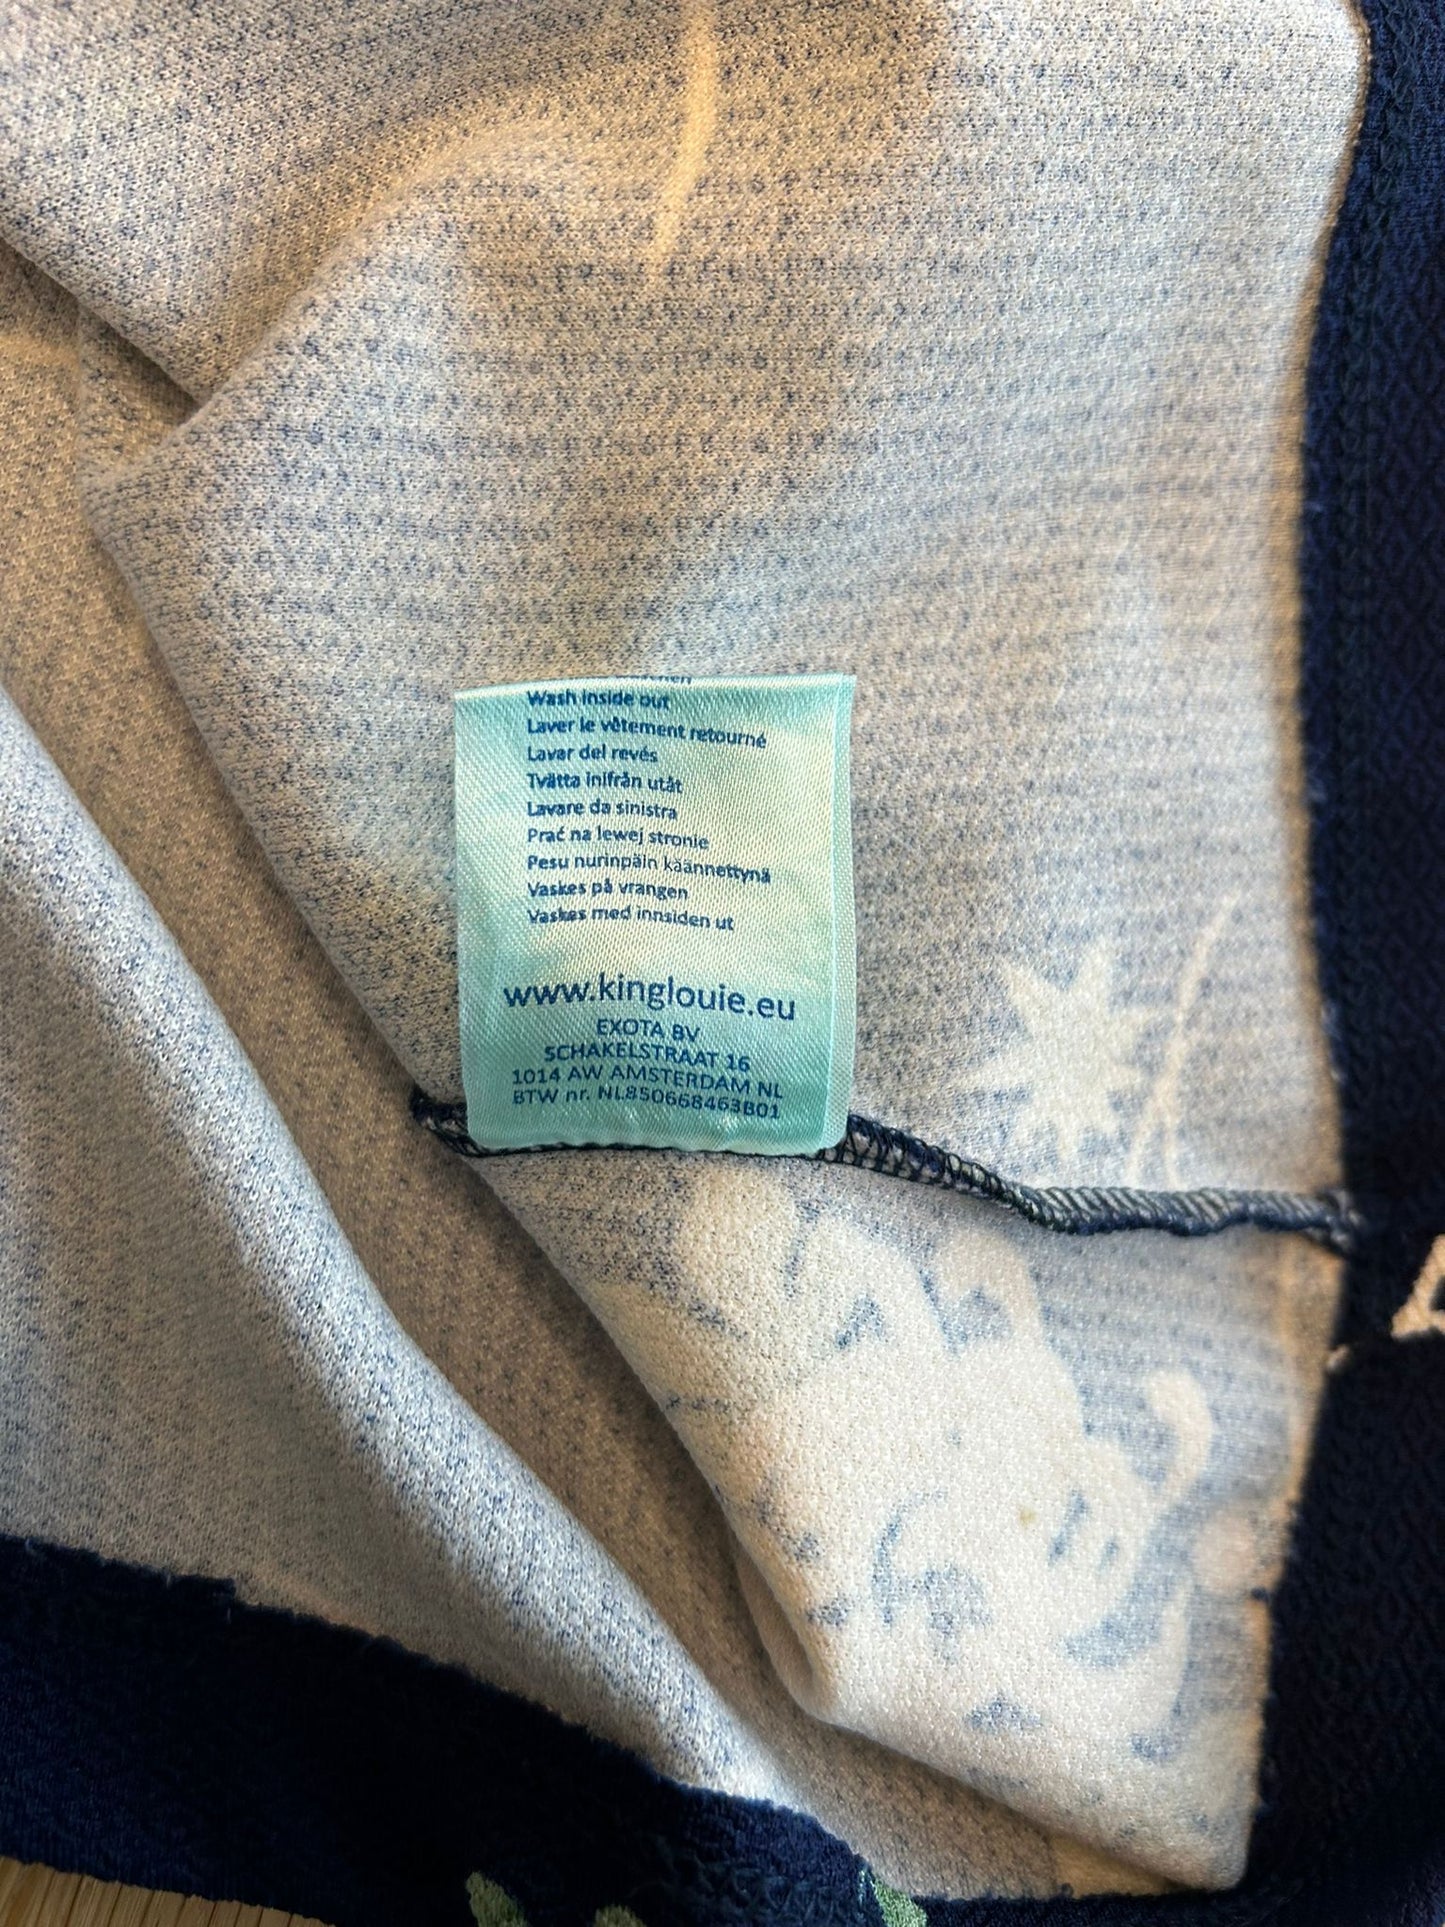 Wash inside out
Laver le vêtement retourné
Lavar del revés
Tvätta inifrån utåt
Lavare da sinistra
Prać na lewej stronie
Pesu nurinpäin käännettynä
Vaskes på vrangen
Vaskes med innsiden ut
www.kinglouie.eu
EXOTA BV
SCHAKELSTRAAT 16
1014 AW AMSTERDAM NL
BTW nr. NL850668463B01